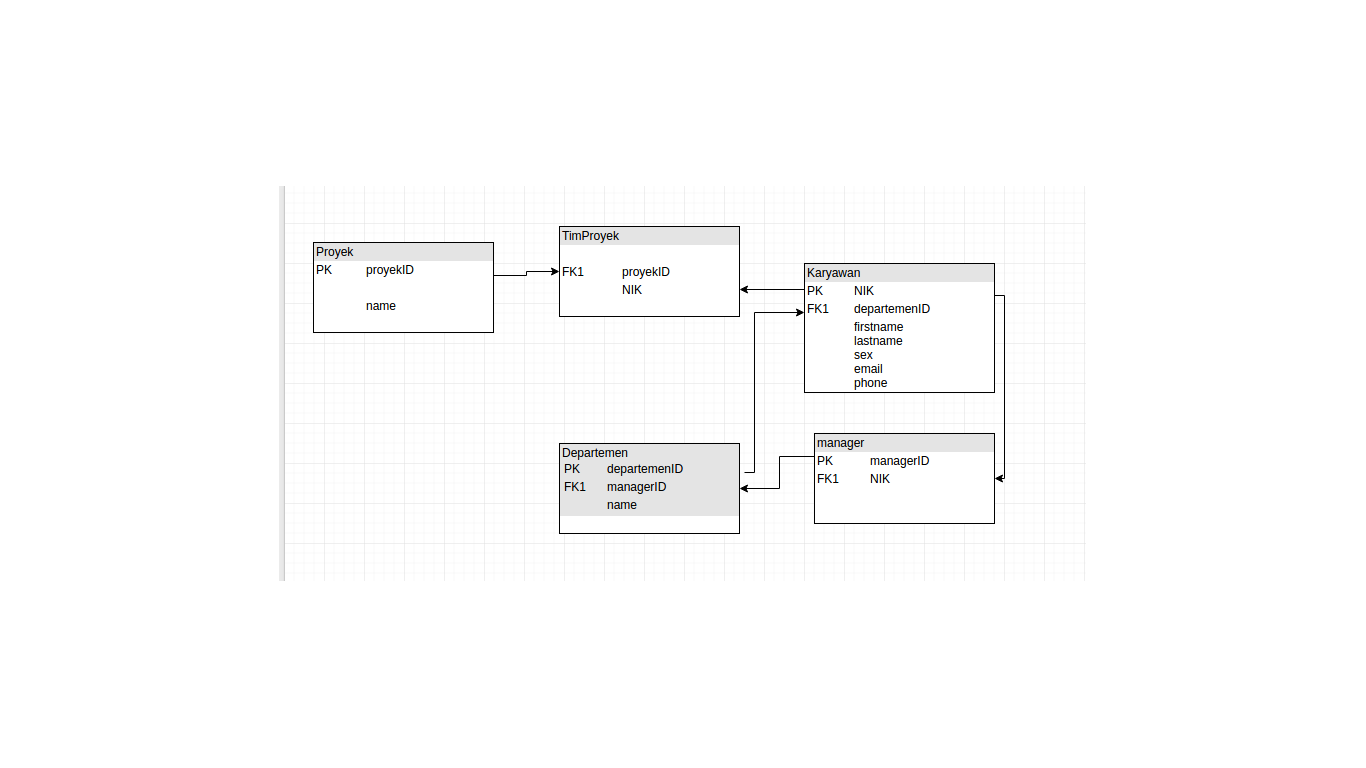 Proyek
PK proyekID
name
TimProyek
FK1 proyekID
NIK
Karyawan
PK NIK
FK1 departemenID
firstname
lastname
sex
email
phone
Departemen
PK departemenID
FK1 managerID
name
manager
PK managerID
FK1 NIK